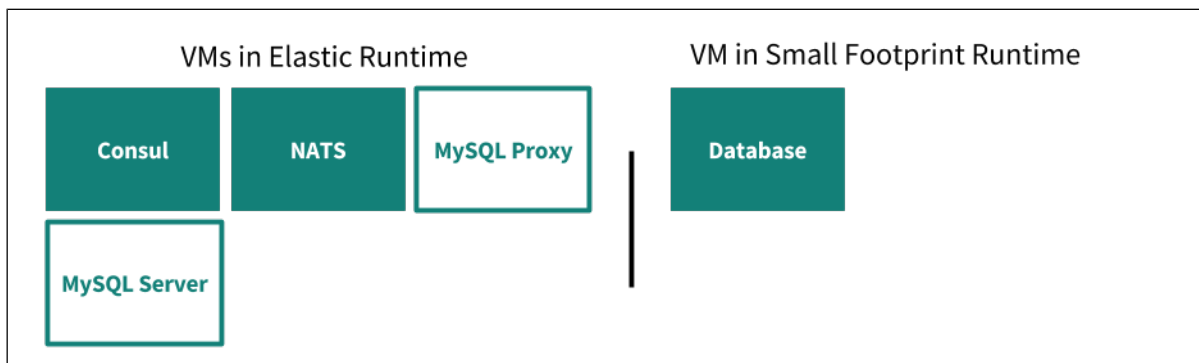 VMs in Elastic Runtime
VM in Small Footprint Runtime
Consul
NATS
MySQL Proxy
Database
MySQL Server